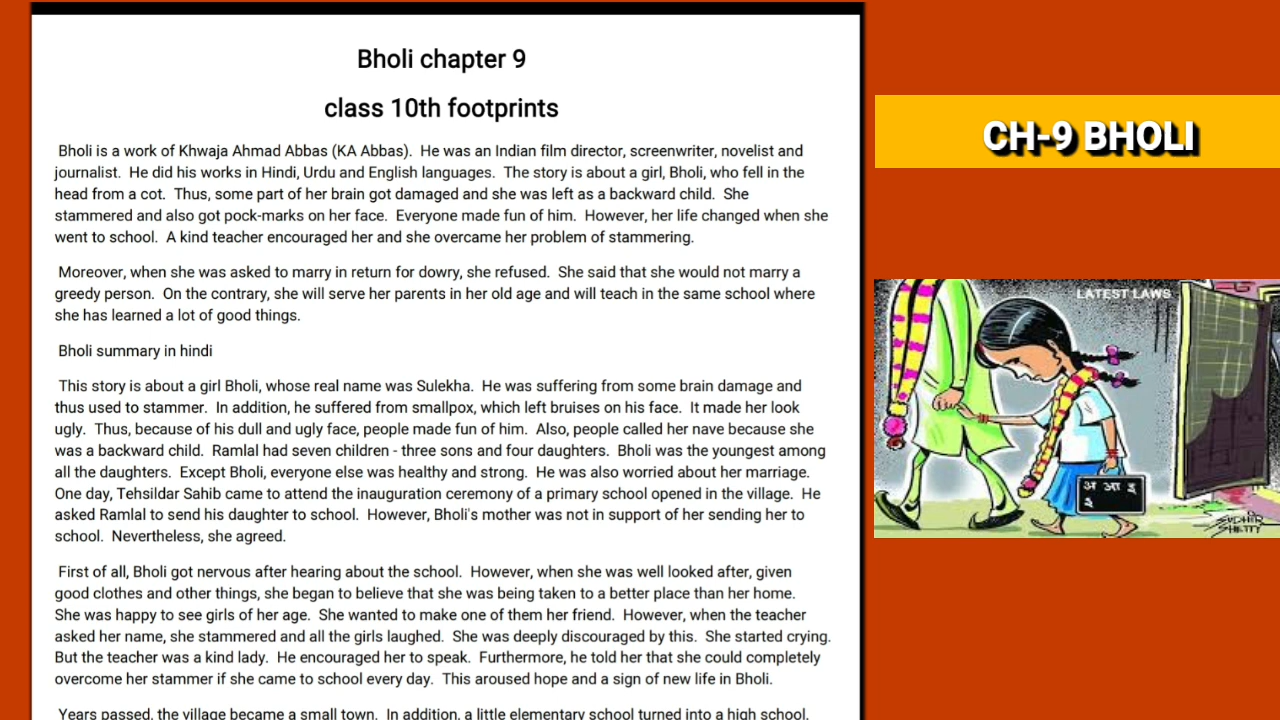 Bholi chapter 9
class 10th footprints
Bholi is a work of Khwaja Ahmad Abbas (KA Abbas). He was an Indian film director, screenwriter, novelist and
journalist. He did his works in Hindi, Urdu and English languages. The story is about a girl, Bholi, who fell in the
head from a cot. Thus, some part of her brain got damaged and she was left as a backward child. She
stammered and also got pock-marks on her face. Everyone made fun of him. However, her life changed when she
went to school. A kind teacher encouraged her and she overcame her problem of stammering.
Moreover, when she was asked to marry in return for dowry, she refused. She said that she would not marry a
greedy person. On the contrary, she will serve her parents in her old age and will teach in the same school where
she has learned a lot of good things.
Bholi summary in hindi
This story is about a girl Bholi, whose real name was Sulekha. He was suffering from some brain damage and
thus used to stammer. In addition, he suffered from smallpox, which left bruises on his face. It made her look
ugly. Thus, because of his dull and ugly face, people made fun of him. Also, people called her nave because she
was a backward child. Ramlal had seven children - three sons and four daughters. Bholi was the youngest among
all the daughters. Except Bholi, everyone else was healthy and strong. He was also worried about her marriage.
One day, Tehsildar Sahib came to attend the inauguration ceremony of a primary school opened in the village. He
asked Ramlal to send his daughter to school. However, Bholi's mother was not in support of her sending her to
school. Nevertheless, she agreed.
First of all, Bholi got nervous after hearing about the school. However, when she was well looked after, given
good clothes and other things, she began to believe that she was being taken to a better place than her home.
She was happy to see girls of her age. She wanted to make one of them her friend. However, when the teacher
asked her name, she stammered and all the girls laughed. She was deeply discouraged by this. She started crying.
But the teacher was a kind lady. He encouraged her to speak. Furthermore, he told her that she could completely
overcome her stammer if she came to school every day. This aroused hope and a sign of new life in Bholi.
Years passed, the village became a small town. In addition, a little elementary school turned into a high school.
CH-9 BHOLI
LATEST LAWS
अ आ इ
ई
SUDHIR
SHETTY